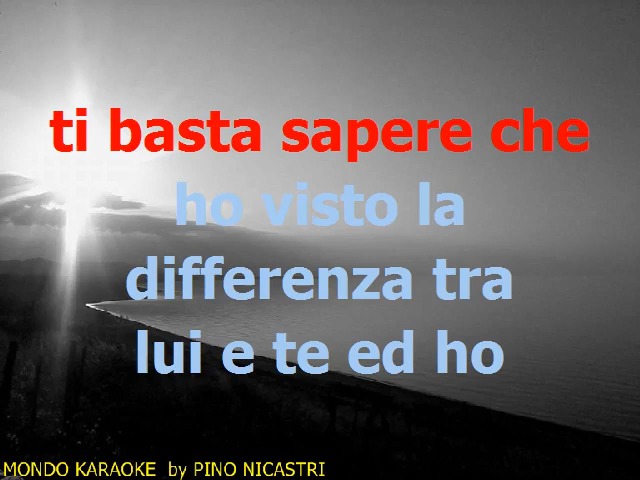 ti basta sapere che
ho visto la
differenza tra
lui e te ed ho
MONDO KARAOKE by PINO NICASTRI